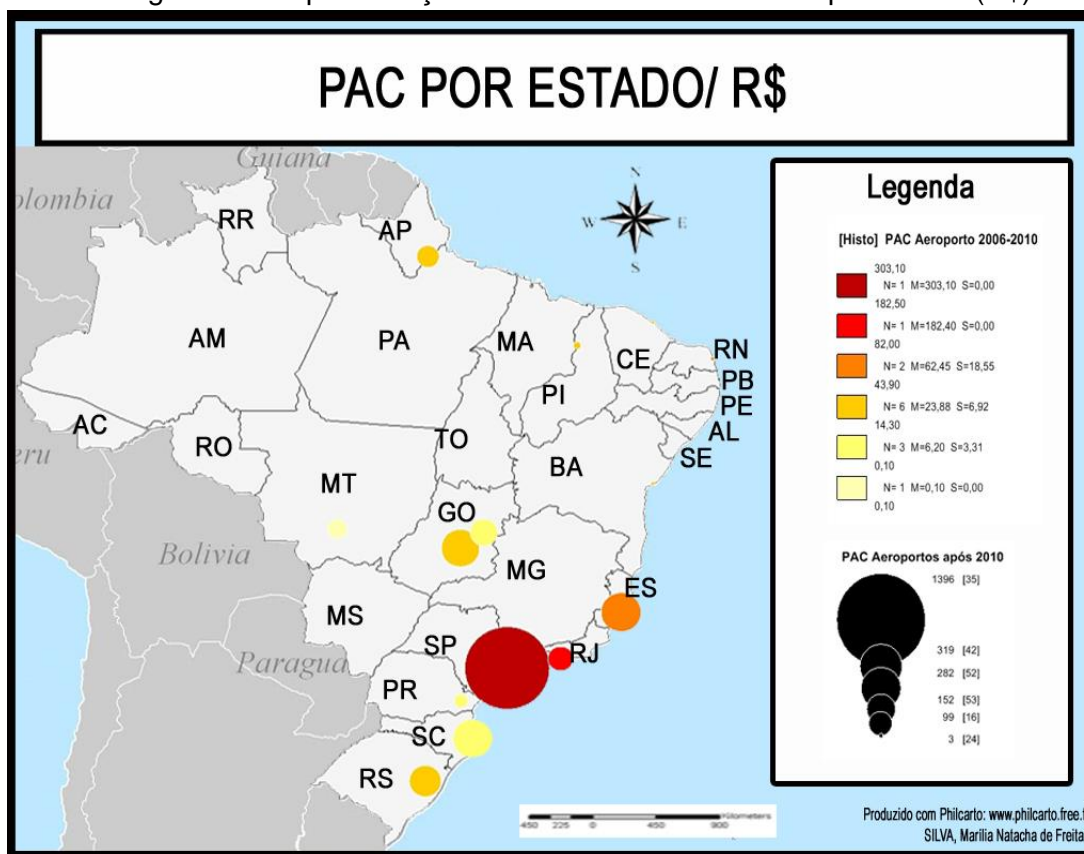 PAC POR ESTADO/ R$
Guiana
olombia
RR
AP
AM
PA
MA
CE
RN
PB
PE
AL
SE
PI
AC
RO
TO
BA
MT
eru
GO
Bolivia
MG
ES
MS
SP
RJ
Paragua
PR
SC
RS
N
W
E
S
Legenda
[Histo] PAC Aeroporto 2006-2010
303,10
N= 1 M=303,10 S=0,00
182,50
N= 1 M=182,40 S=0,00
82,00
N= 2 M=62,45 S=18,55
43,90
N= 6 M=23,88 S=6,92
14,30
N= 3 M=6,20 S=3,31
0,10
N= 1 M=0,10 S=0,00
0,10
PAC Aeroportos após 2010
1396 [35]
319 [42]
282 [52]
152 [53]
99 [16]
3 [24]
450 225 0 450 900
Kilometers
Produzido com Philcarto: www.philcarto.free.f
SILVA, Marilia Natacha de Freita